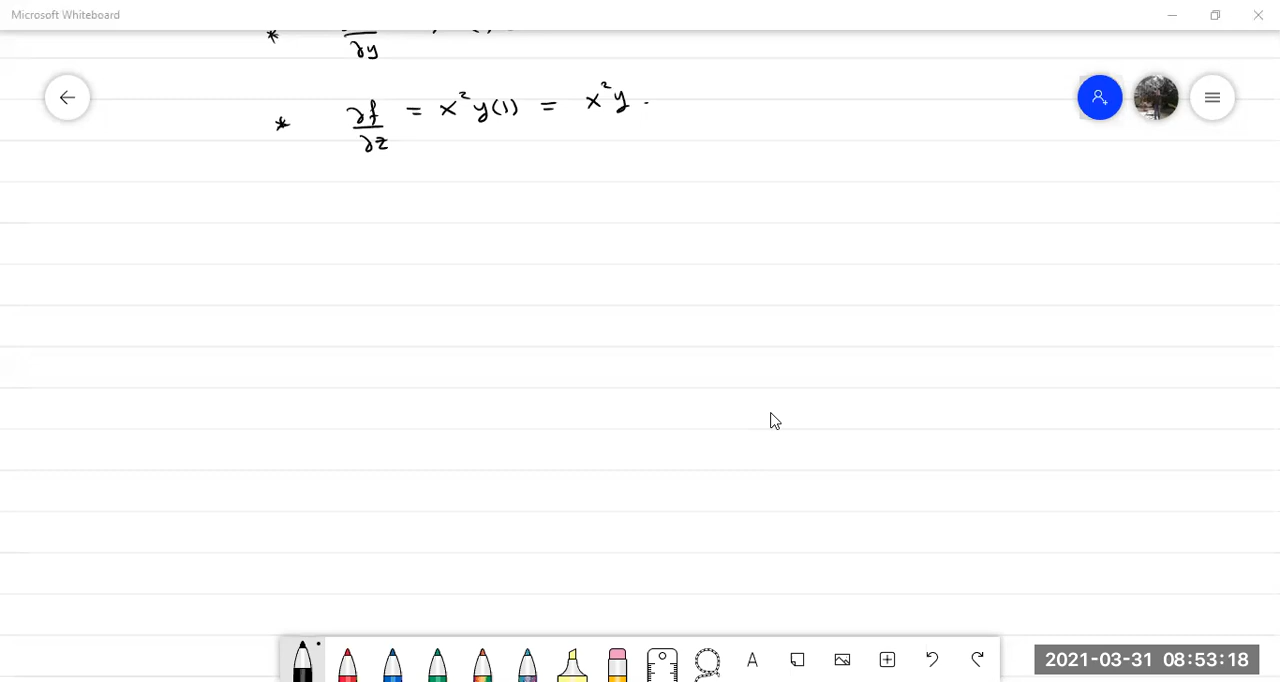 Microsoft Whiteboard
* ∂y
* ∂f/∂z = x²y(1) = x²y .
A
2021-03-31 08:53:18